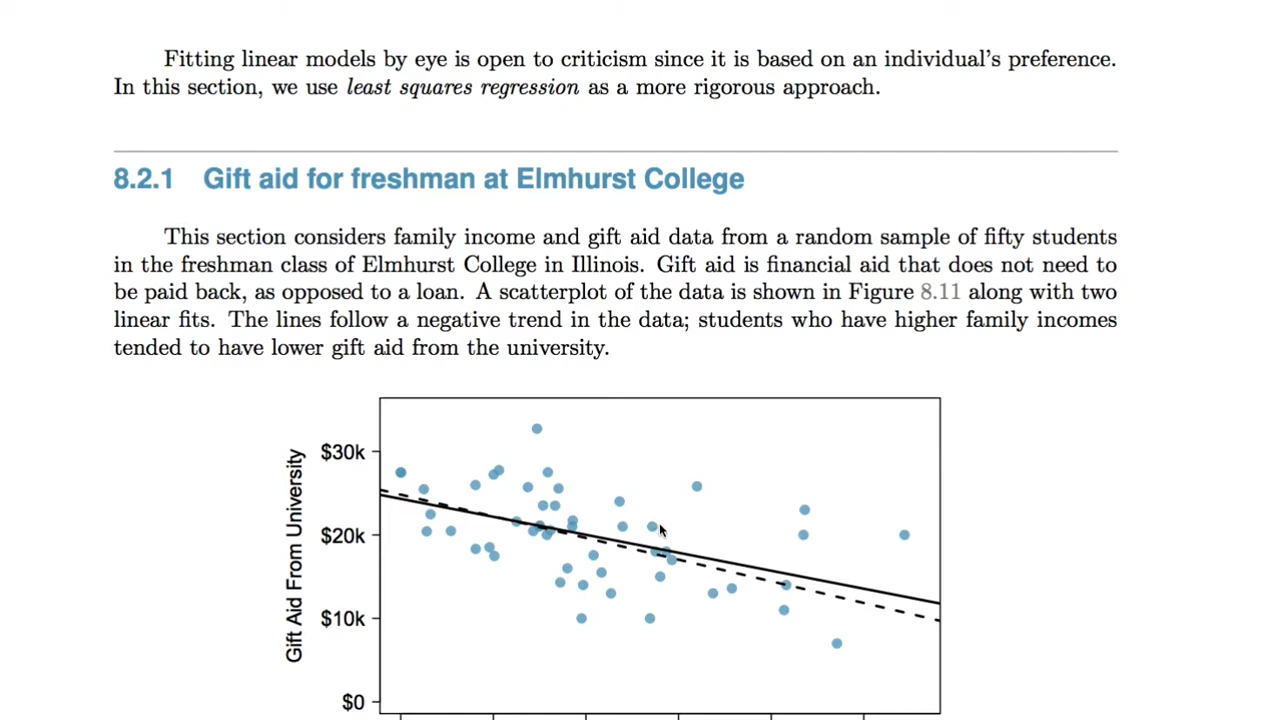 Fitting linear models by eye is open to criticism since it is based on an individual's preference.
In this section, we use least squares regression as a more rigorous approach.
8.2.1 Gift aid for freshman at Elmhurst College
This section considers family income and gift aid data from a random sample of fifty students
in the freshman class of Elmhurst College in Illinois. Gift aid is financial aid that does not need to
be paid back, as opposed to a loan. A scatterplot of the data is shown in Figure 8.11 along with two
linear fits. The lines follow a negative trend in the data; students who have higher family incomes
tended to have lower gift aid from the university.
Gift Aid From University
$30k
$20k
$10k
$0